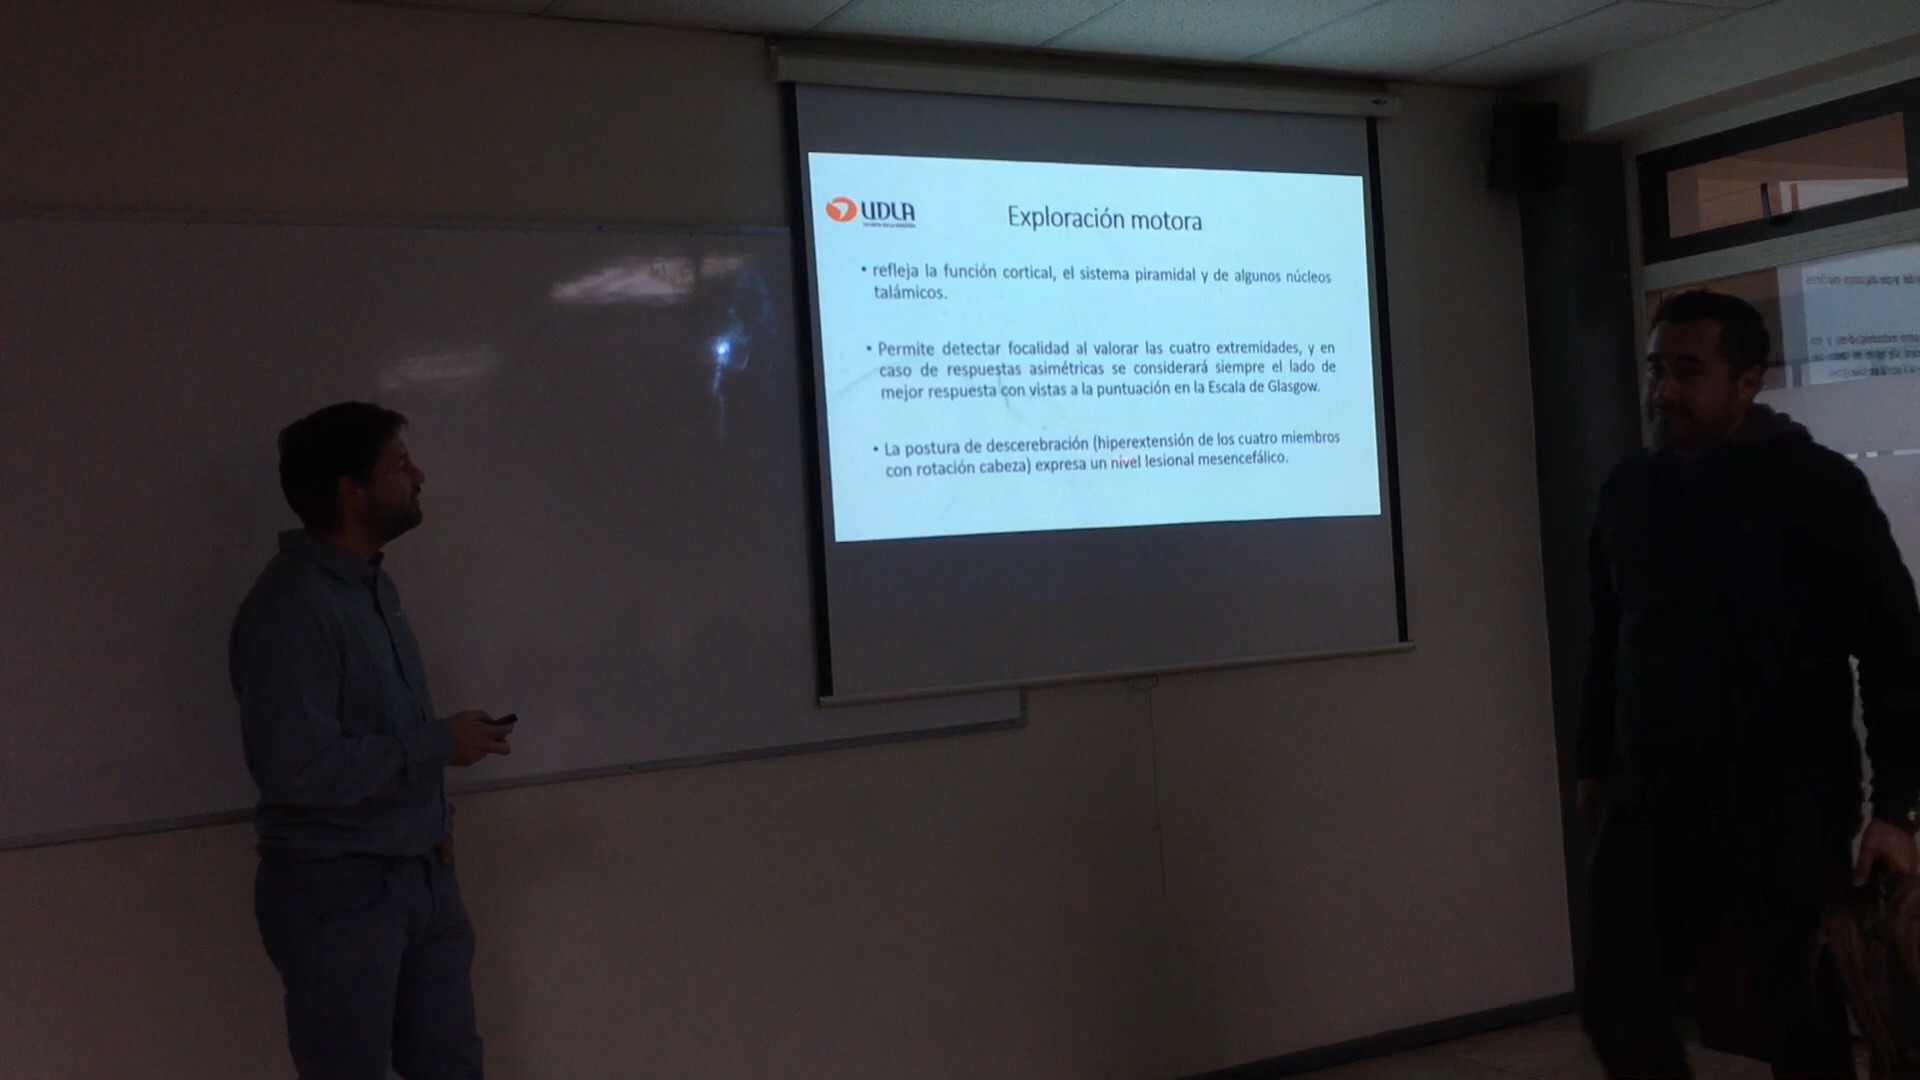 UDLA
Exploración motora
• refleja la función cortical, el sistema piramidal y de algunos núcleos
talámicos.
• Permite detectar focalidad al valorar las cuatro extremidades, y en
caso de respuestas asimétricas se considerará siempre el lado de
mejor respuesta con vistas a la puntuación en la Escala de Glasgow.
• La postura de descerebración (hiperextensión de los cuatro miembros
con rotación cabeza) expresa un nivel lesional mesencefálico.